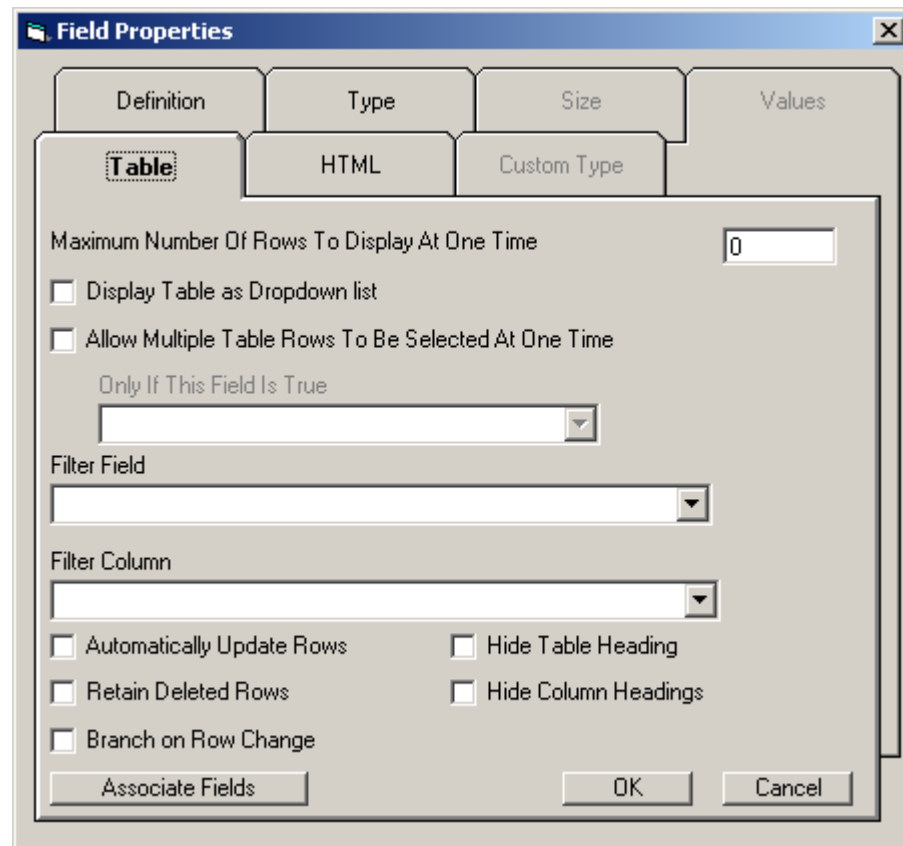 Field Properties
Definition Type Size Values
Table HTML Custom Type
Maximum Number Of Rows To Display At One Time 0
Display Table as Dropdown list
Allow Multiple Table Rows To Be Selected At One Time
Only If This Field Is True
Filter Field
Filter Column
Automatically Update Rows Hide Table Heading
Retain Deleted Rows Hide Column Headings
Branch on Row Change
Associate Fields OK Cancel